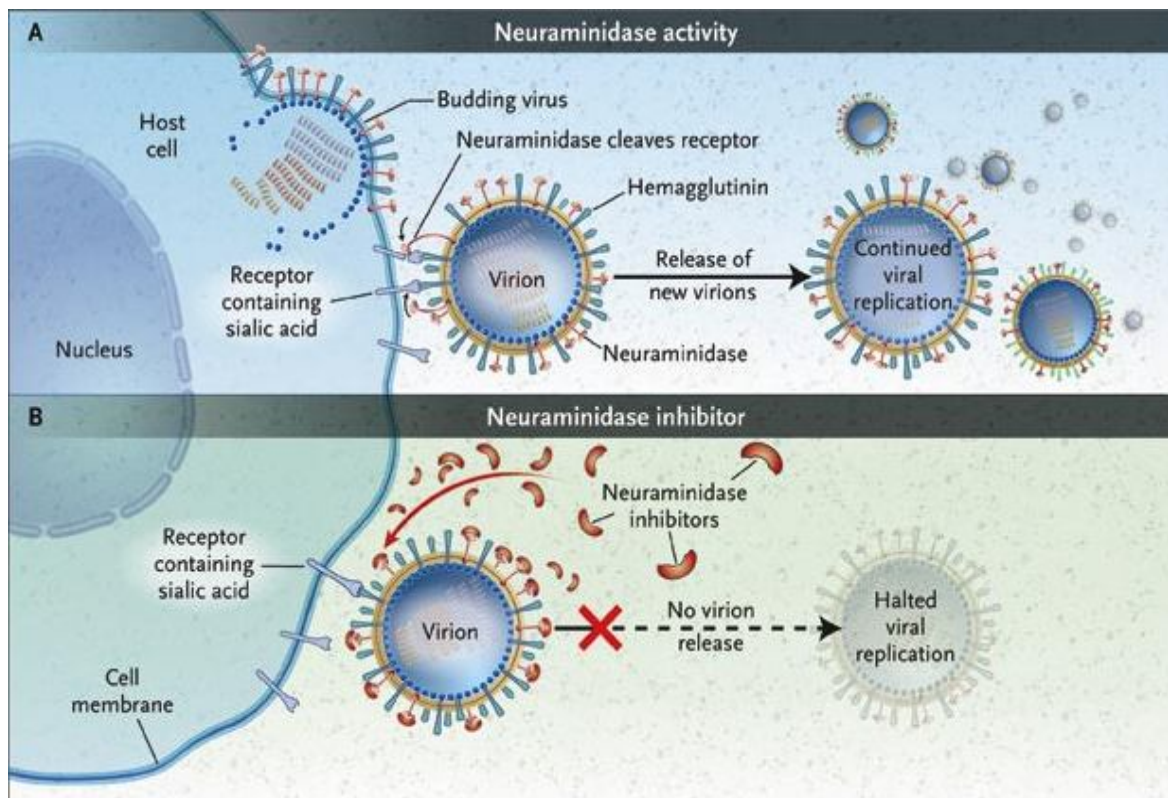 A
Neuraminidase activity
Budding virus
Host
cell
Neuraminidase cleaves receptor
Hemagglutinin
Receptor
containing
sialic acid
Virion
Release of
new virions
Continued
viral
replication
Nucleus
Neuraminidase
B
Neuraminidase inhibitor
Neuraminidase
inhibitors
Receptor
containing
sialic acid
Virion
No virion
release
Halted
viral
replication
Cell
membrane